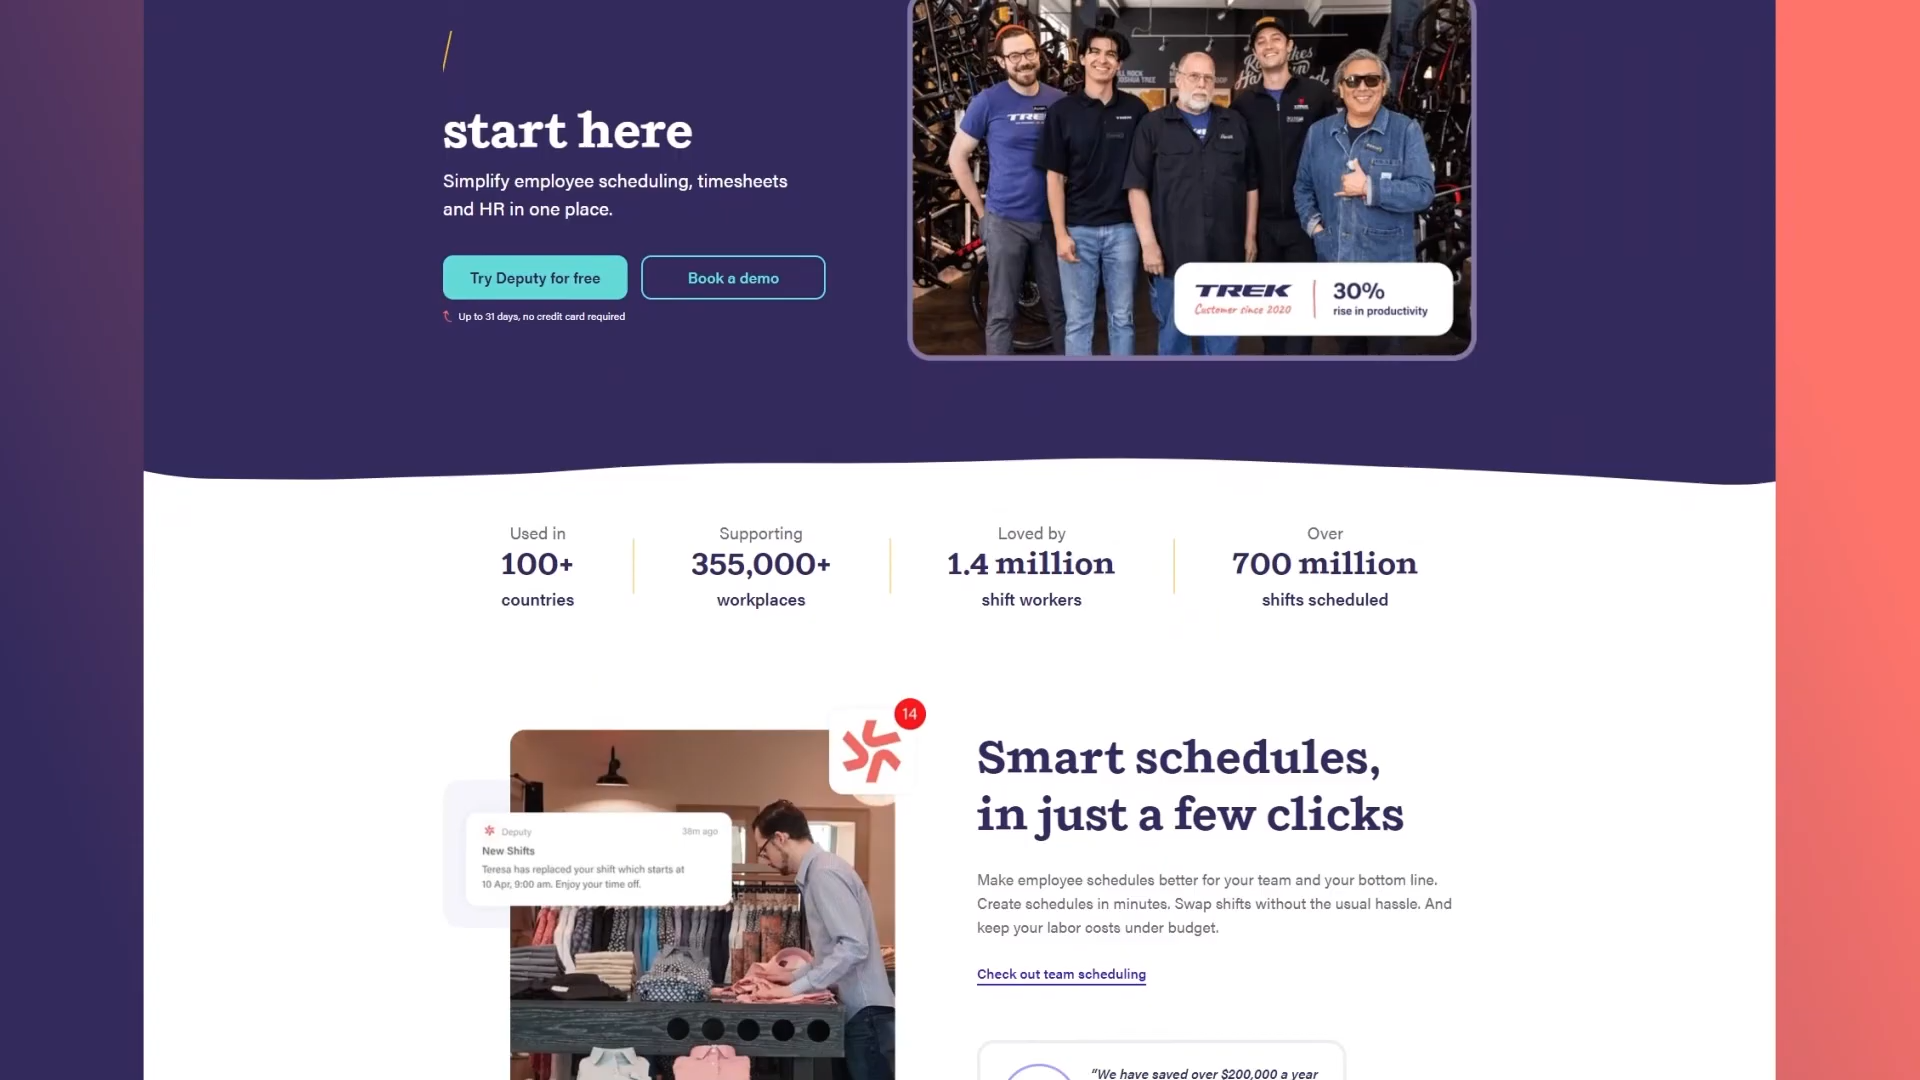 start here
Simplify employee scheduling, timesheets
and HR in one place.
Try Deputy for free
Book a demo
Up to 31 days, no credit card required
TREK
Customer since 2020
30%
rise in productivity
Used in
100+
countries
Supporting
355,000+
workplaces
Loved by
1.4 million
shift workers
Over
700 million
shifts scheduled
14
Deputy
38m ago
New Shifts
Teresa has replaced your shift which starts at
10 Apr, 9:00 am. Enjoy your time off.
Smart schedules,
in just a few clicks
Make employee schedules better for your team and your bottom line.
Create schedules in minutes. Swap shifts without the usual hassle. And
keep your labor costs under budget.
Check out team scheduling
"We have saved over $200,000 a year